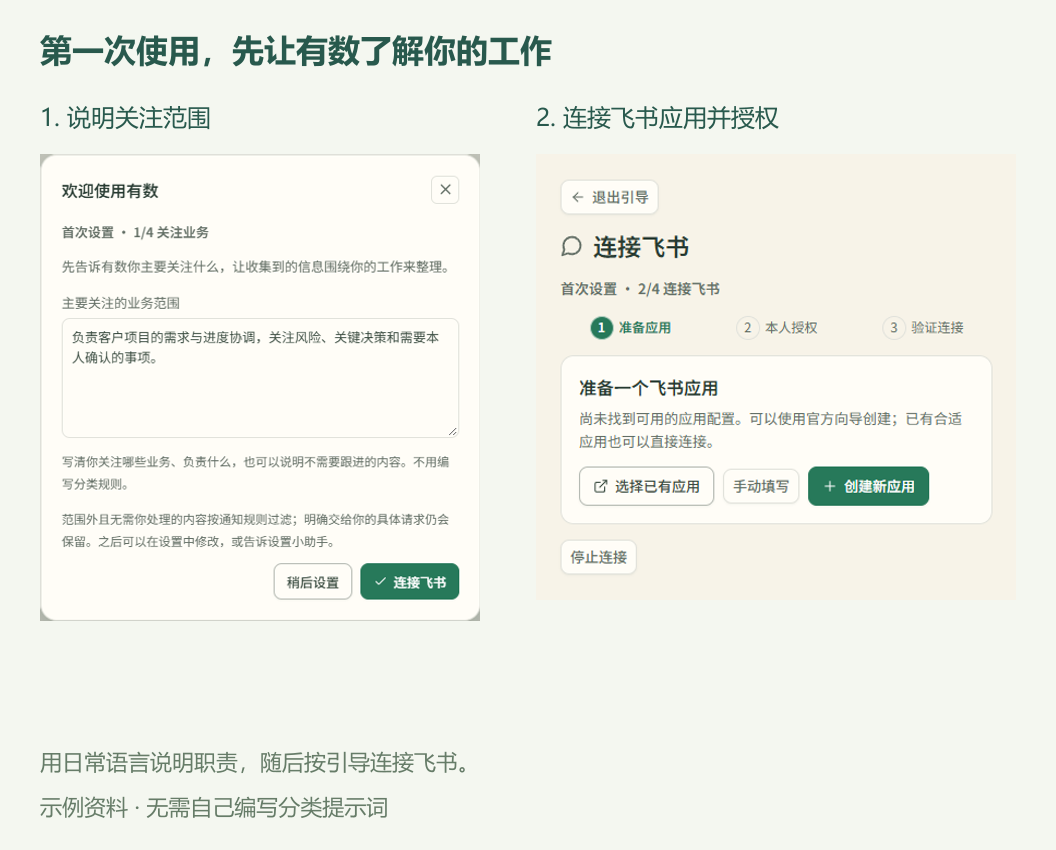 第一次使用，先让有数了解你的工作
1. 说明关注范围
欢迎使用有数
首次设置 · 1/4 关注业务
先告诉有数你主要关注什么，让收集到的信息围绕你的工作来整理。
主要关注的业务范围
负责客户项目的需求与进度协调，关注风险、关键决策和需要本
人确认的事项。
写清你关注哪些业务、负责什么，也可以说明不需要跟进的内容。不用编
写分类规则。
范围外且无需你处理的内容按通知规则过滤；明确交给你的具体请求仍会
保留。之后可以在设置中修改，或告诉设置小助手。
稍后设置
连接飞书
2. 连接飞书应用并授权
退出引导
连接飞书
首次设置 · 2/4 连接飞书
1 准备应用
2 本人授权
3 验证连接
准备一个飞书应用
尚未找到可用的应用配置。可以使用官方向导创建；已有合适
应用也可以直接连接。
选择已有应用
手动填写
创建新应用
停止连接
用日常语言说明职责，随后按引导连接飞书。
示例资料 · 无需自己编写分类提示词